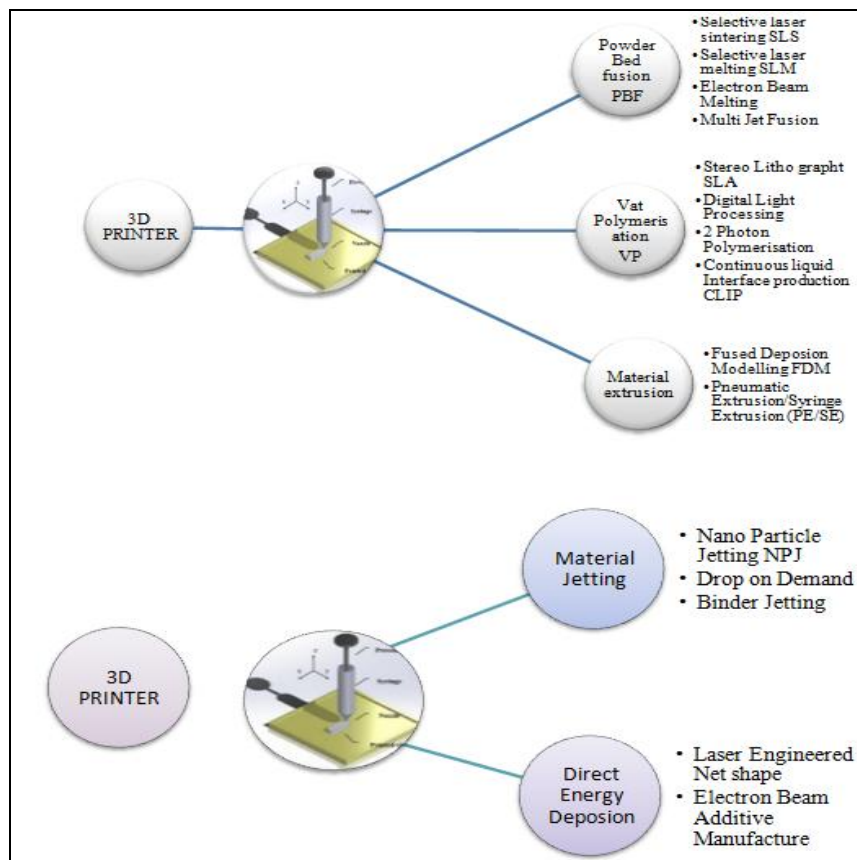 Powder
Bed
fusion
PBF
•Selective laser
sintering SLS
•Selective laser
melting SLM
•Electron Beam
Melting
•Multi Jet Fusion
3D
PRINTER
Vat
Polymeris
ation
VP
•Stereo Litho grapht
SLA
•Digital Light
Processing
•2 Photon
Polymerisation
•Continuous liquid
Interface production
CLIP
Material
extrusion
•Fused Deposion
Modelling FDM
•Pneumatic
Extrusion/Syringe
Extrusion (PE/SE)
Material
Jetting
• Nano Particle
Jetting NPJ
• Drop on Demand
• Binder Jetting
3D
PRINTER
Direct
Energy
Deposion
• Laser Engineered
Net shape
• Electron Beam
Additive
Manufacture